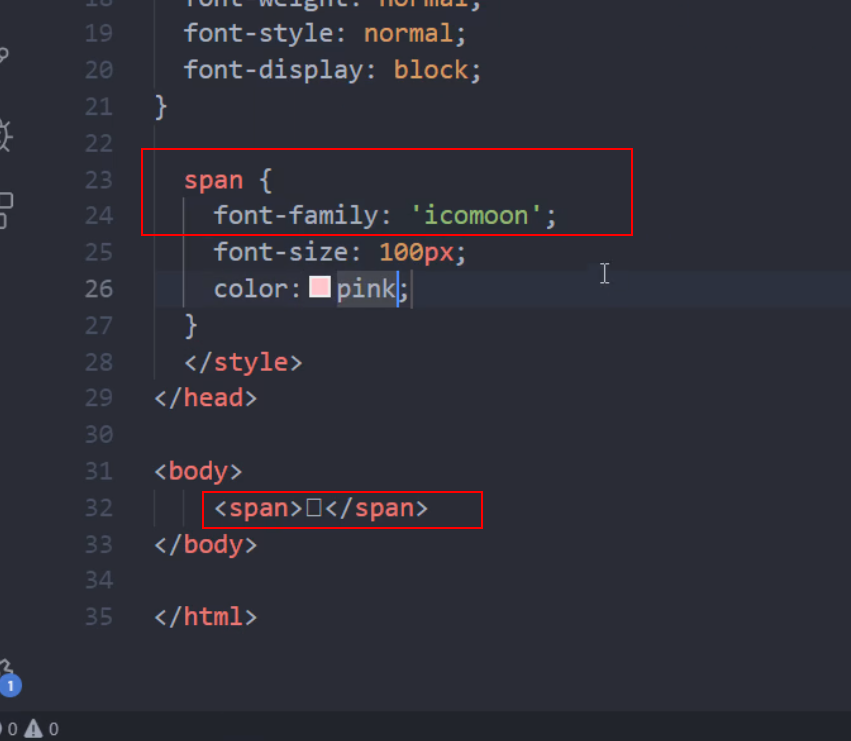 18 font-weight: normal;
19 font-style: normal;
20 font-display: block;
21 }
22
23 span {
24 font-family: 'icomoon';
25 font-size: 100px;
26 color: pink;
27 }
28 </style>
29 </head>
30
31 <body>
32 <span>□</span>
33 </body>
34
35 </html>
1
0 0